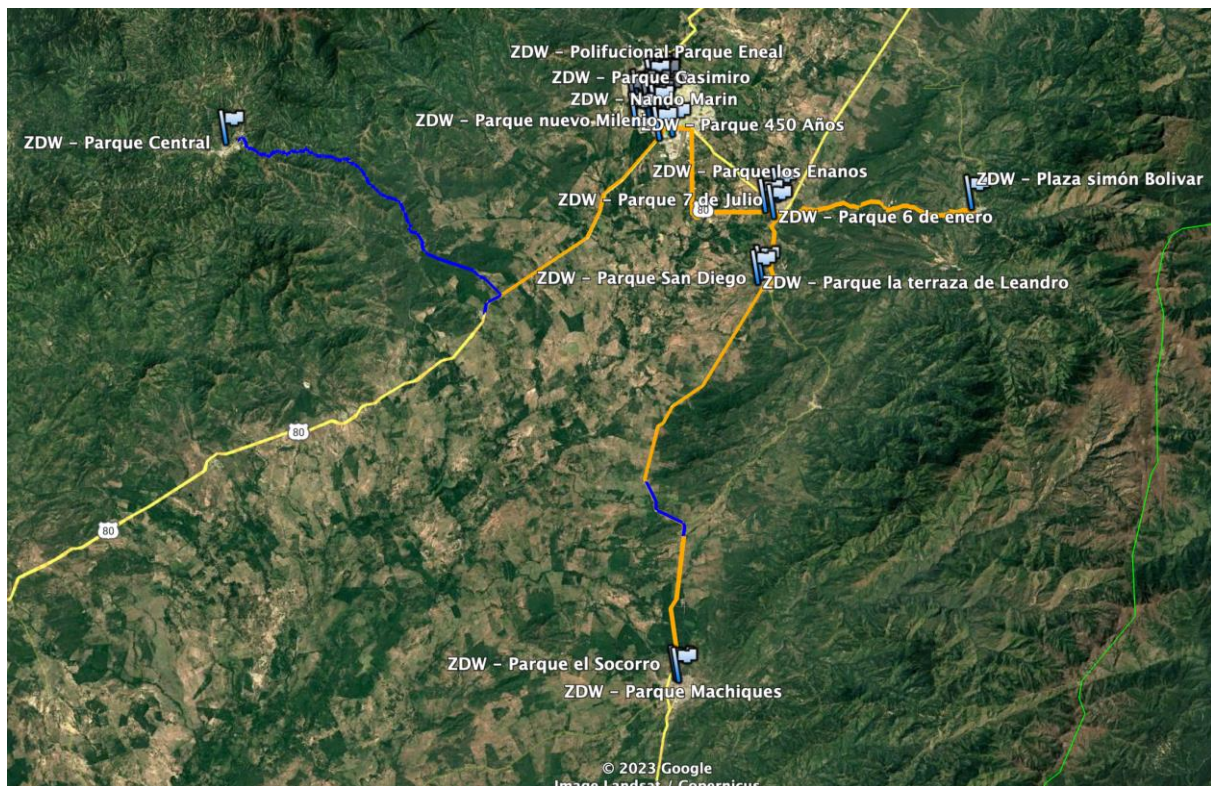 ZDW – Polifucional Parque Eneal
ZDW – Parque Casimiro
ZDW – Nando Marin
ZDW – Parque nuevo Milenio
ZDW – Parque 450 Años
ZDW – Parque Central
ZDW – Parque los Enanos
ZDW – Plaza simón Bolivar
ZDW – Parque 7 de Julio
80
ZDW – Parque 6 de enero
ZDW – Parque San Diego
ZDW – Parque la terraza de Leandro
80
80
ZDW – Parque el Socorro
ZDW – Parque Machiques
© 2023 Google
Image Landsat / Copernicus